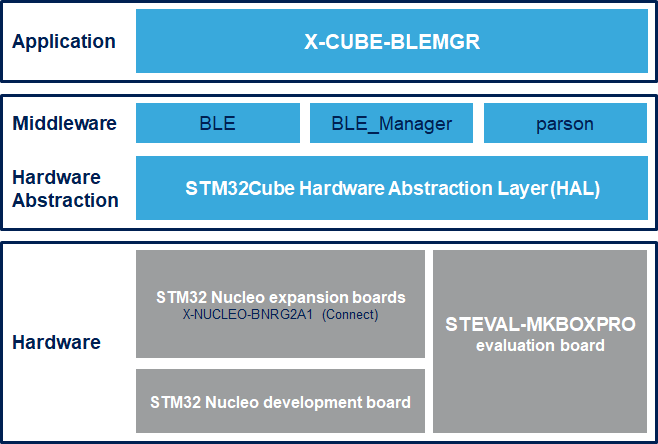 Application
X-CUBE-BLEMGR
Middleware
BLE
BLE_Manager
parson
Hardware
Abstraction
STM32Cube Hardware Abstraction Layer (HAL)
Hardware
STM32 Nucleo expansion boards
X-NUCLEO-BNRG2A1 (Connect)
STM32 Nucleo development board
STEVAL-MKBOXPRO
evaluation board